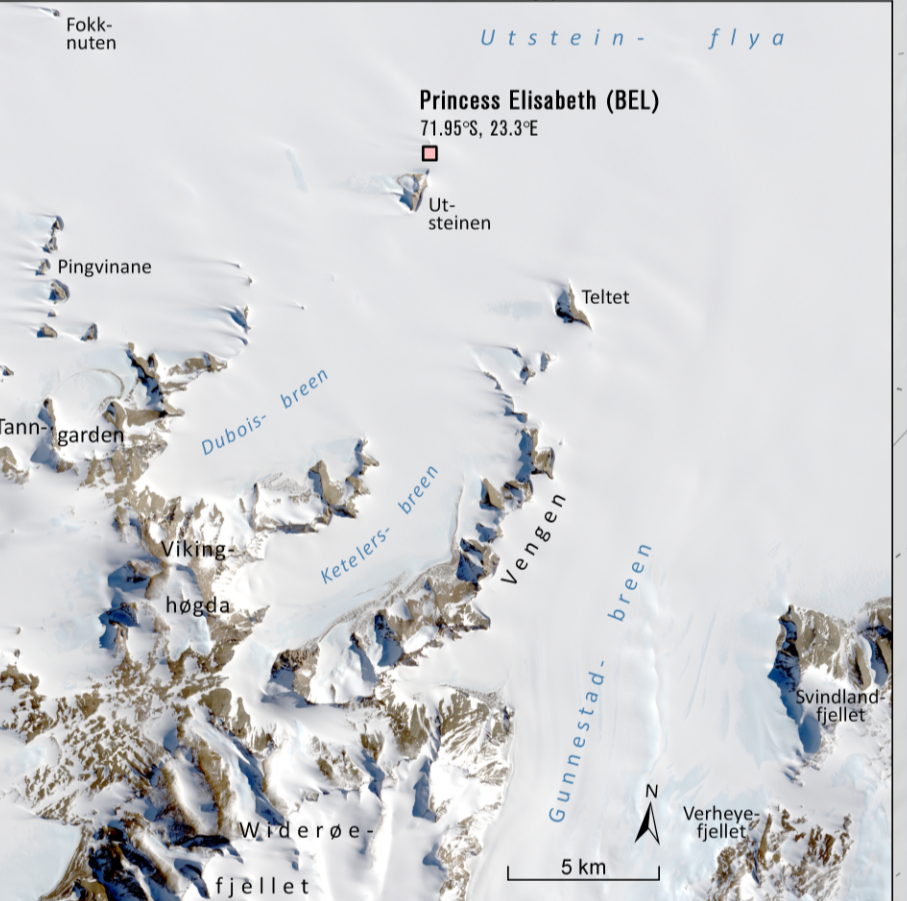 Fokk-
nuten
Utstein- flya
Princess Elisabeth (BEL)
71.95°S, 23.3°E
Ut-
steinen
Pingvinane
Teltet
Dubois- breen
Tann- garden
Ketelers- breen
Vengen
Viking-
høgda
Gunnestad- breen
Svindland-
fjellet
N
Verheye-
fjellet
Widerøe-
fjellet
5 km